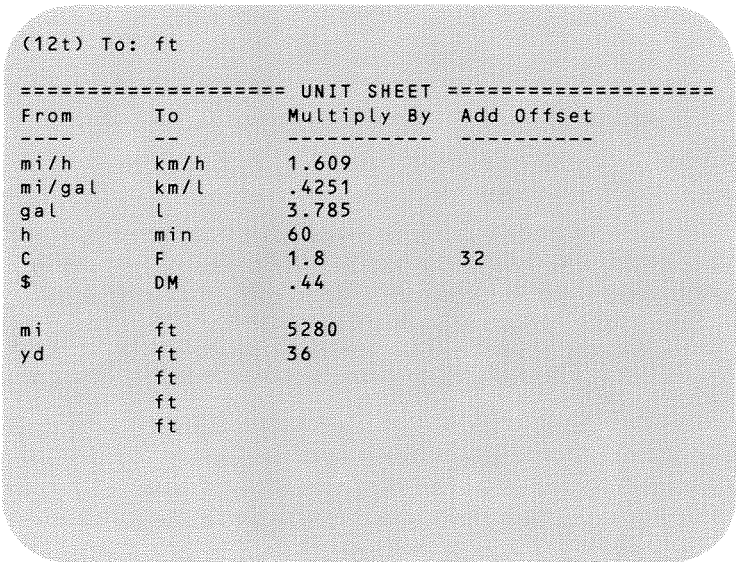 (12t) To: ft
==================== UNIT SHEET ====================
From To Multiply By Add Offset
---- -- ----------- ----------
mi/h km/h 1.609
mi/gal km/l .4251
gal l 3.785
h min 60
C F 1.8 32
$ DM .44
mi ft 5280
yd ft 36
ft
ft
ft